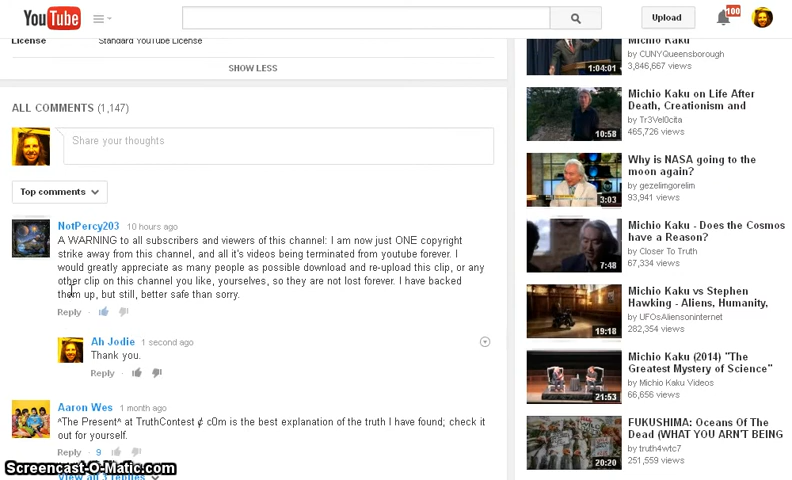 YouTube
Upload
100
License Standard YouTube License
SHOW LESS
ALL COMMENTS (1,147)
Share your thoughts
Top comments
NotPercy203 10 hours ago
A WARNING to all subscribers and viewers of this channel: I am now just ONE copyright
strike away from this channel, and all it's videos being terminated from youtube forever. I
would greatly appreciate as many people as possible download and re-upload this clip, or any
other clip on this channel you like, yourselves, so they are not lost forever. I have backed
them up, but still, better safe than sorry.
Reply
Ah Jodie 1 second ago
Thank you.
Reply
Aaron Wes 1 month ago
^The Present^ at TruthContest ¢ c0m is the best explanation of the truth I have found; check it
out for yourself.
Reply 9
View all 3 replies
Screencast-O-Matic.com
Michio Kaku
by CUNYQueensborough
3,846,667 views
1:04:01
Michio Kaku on Life After
Death, Creationism and
by Tr3Vel0cita
465,726 views
10:58
Why is NASA going to the
moon again?
by gezelimgorelim
93,941 views
3:03
Michio Kaku - Does the Cosmos
have a Reason?
by Closer To Truth
67,334 views
7:48
Michio Kaku vs Stephen
Hawking - Aliens, Humanity,
by UFOsAliensoninternet
282,354 views
19:18
Michio Kaku (2014) "The
Greatest Mystery of Science"
by Michio Kaku Videos
66,656 views
21:53
FUKUSHIMA: Oceans Of The
Dead (WHAT YOU ARN'T BEING
by truth4wtc7
251,559 views
20:20